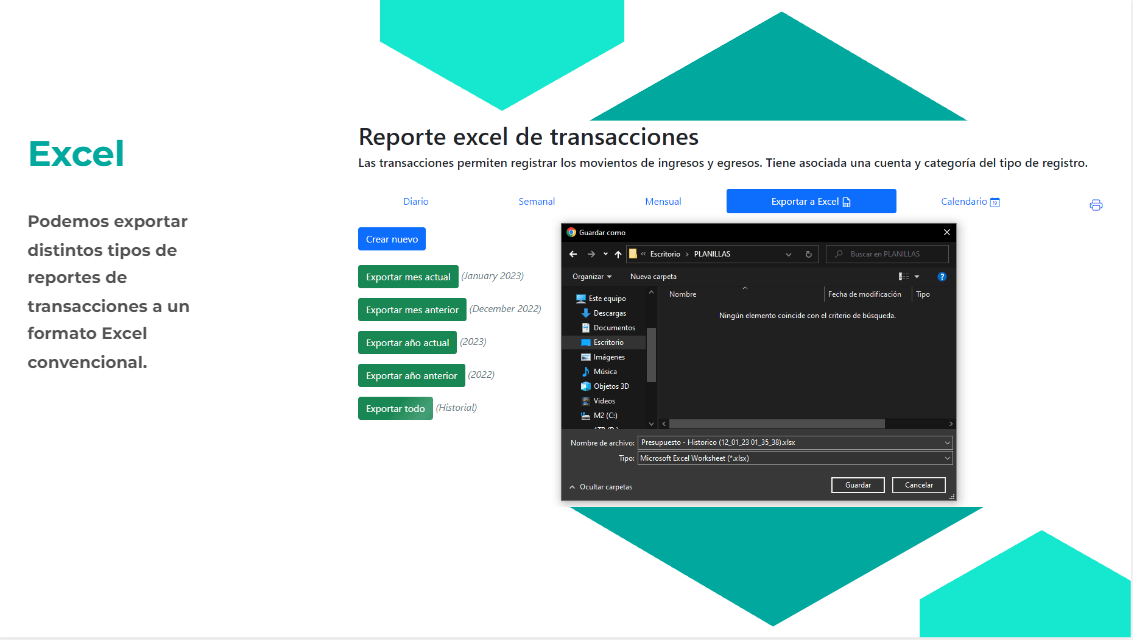 Excel
Podemos exportar
distintos tipos de
reportes de
transacciones a un
formato Excel
convencional.
Reporte excel de transacciones
Las transacciones permiten registrar los movientos de ingresos y egresos. Tiene asociada una cuenta y categoría del tipo de registro.
Diario Semanal Mensual Exportar a Excel Calendario
Crear nuevo
Exportar mes actual (January 2023)
Exportar mes anterior (December 2022)
Exportar año actual (2023)
Exportar año anterior (2022)
Exportar todo (Historial)
Guardar como
« Escritorio › PLANILLAS Buscar en PLANILLAS
Organizar Nueva carpeta
Este equipo
Descargas
Documentos
Escritorio
Imágenes
Música
Objetos 3D
Videos
M2 (C:)
Nombre Fecha de modificación Tipo
Ningún elemento coincide con el criterio de búsqueda.
Nombre de archivo: Presupuesto - Historico (12_01_23 01_35_38).xlsx
Tipo: Microsoft Excel Worksheet (*.xlsx)
Ocultar carpetas Guardar Cancelar